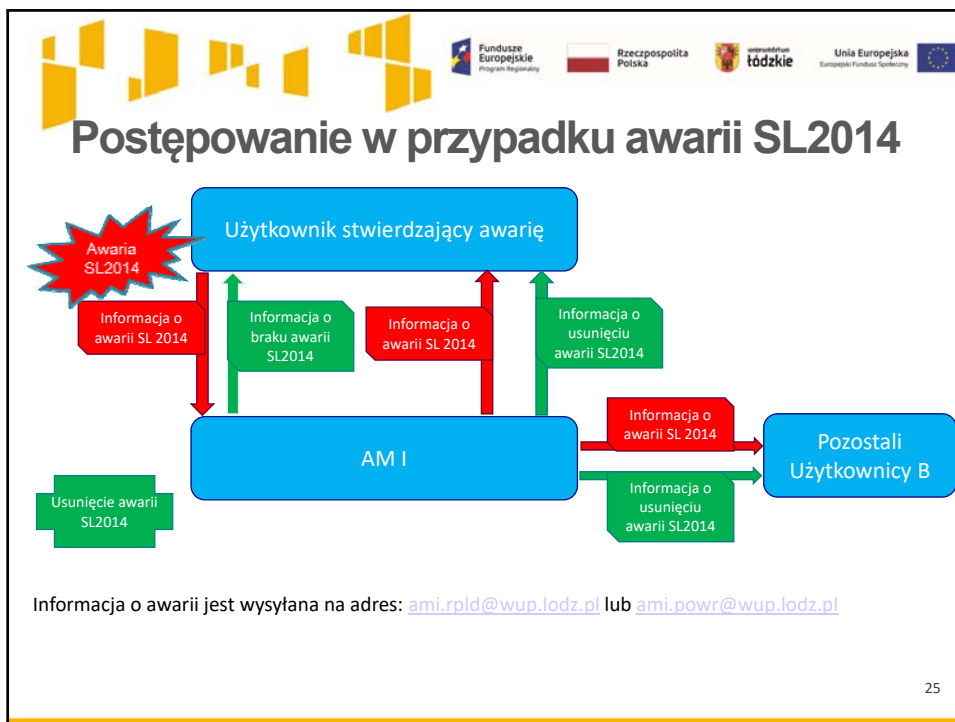 Fundusze
Europejskie
Program Regionalny
Rzeczpospolita
Polska
województwo
łódzkie
Unia Europejska
Europejski Fundusz Społeczny
Postępowanie w przypadku awarii SL2014
Użytkownik stwierdzający awarię
Awaria
SL2014
Informacja o
awarii SL 2014
Informacja o
braku awarii
SL2014
Informacja o
awarii SL 2014
Informacja o
usunięciu
awarii SL2014
AM I
Informacja o
awarii SL 2014
Pozostali
Użytkownicy B
Informacja o
usunięciu
awarii SL2014
Usunięcie awarii
SL2014
Informacja o awarii jest wysyłana na adres: ami.rpld@wup.lodz.pl lub ami.powr@wup.lodz.pl
25